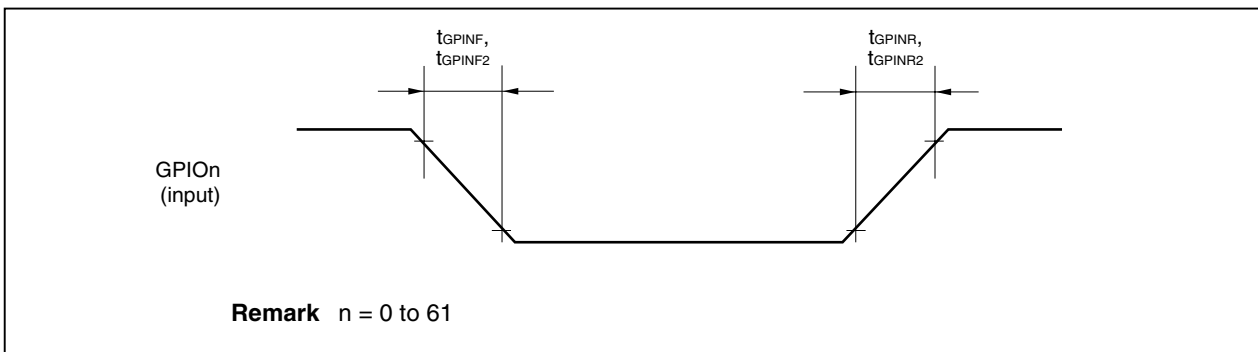 tGPINF,
tGPINF2
tGPINR,
tGPINR2
GPIOn
(input)
Remark n = 0 to 61